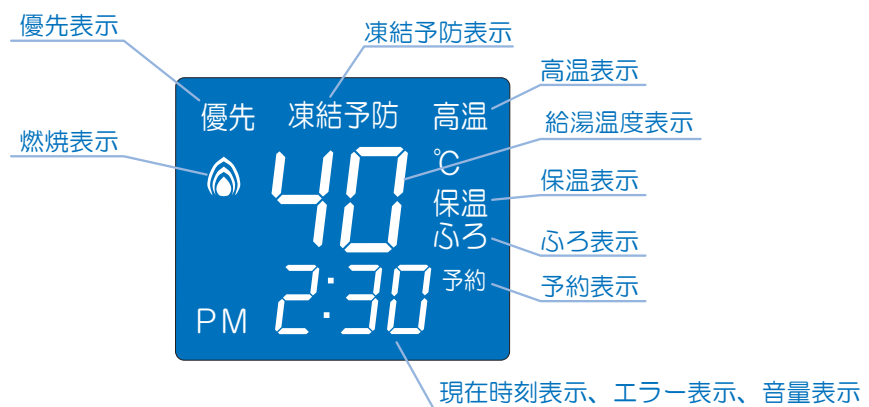 優先表示
凍結予防表示
高温表示
給湯温度表示
燃焼表示
優先 凍結予防 高温
40 ℃
保温
ふろ
保温表示
ふろ表示
予約表示
PM 2:30 予約
現在時刻表示、エラー表示、音量表示